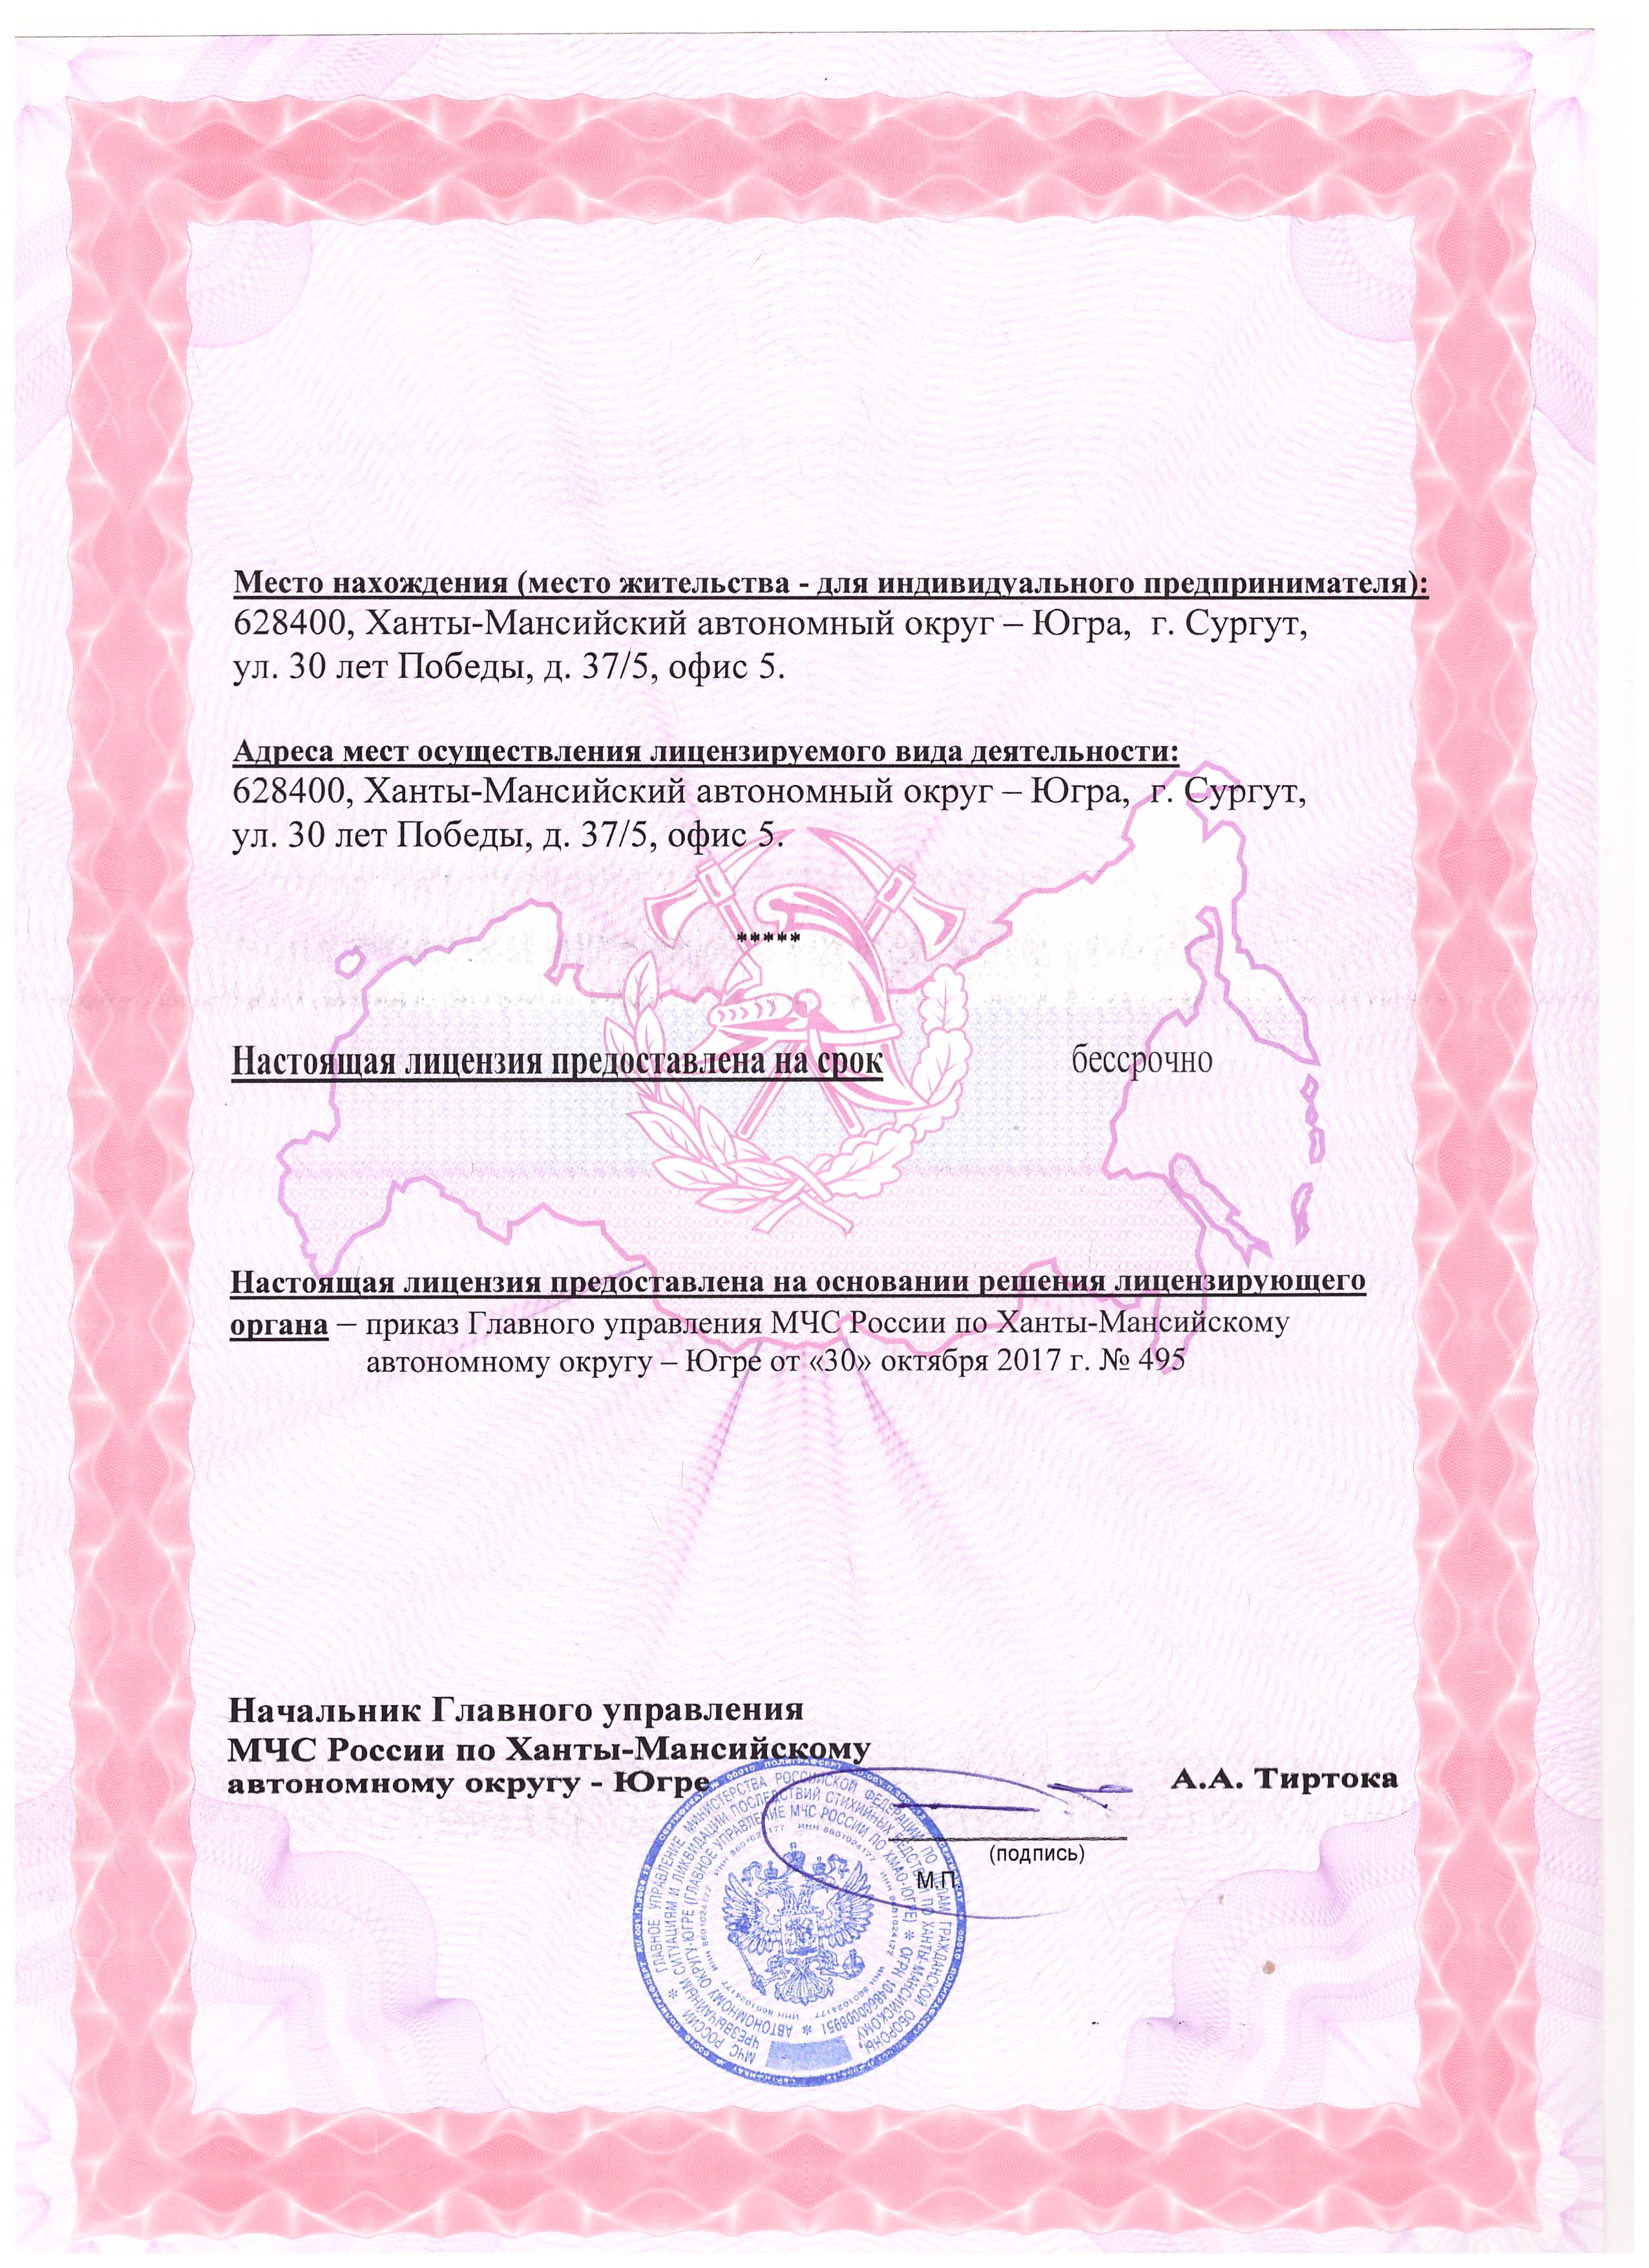 Место нахождения (место жительства - для индивидуального предпринимателя):
628400, Ханты-Мансийский автономный округ – Югра, г. Сургут,
ул. 30 лет Победы, д. 37/5, офис 5.
Адреса мест осуществления лицензируемого вида деятельности:
628400, Ханты-Мансийский автономный округ – Югра, г. Сургут,
ул. 30 лет Победы, д. 37/5, офис 5.
*****
Настоящая лицензия предоставлена на срок бессрочно
Настоящая лицензия предоставлена на основании решения лицензирующего
органа – приказ Главного управления МЧС России по Ханты-Мансийскому
автономному округу – Югре от «30» октября 2017 г. № 495
Начальник Главного управления
МЧС России по Ханты-Мансийскому
автономному округу - Югре
А.А. Тиртока
(подпись)
М.П.
ГЛАВНОЕ УПРАВЛЕНИЕ МИНИСТЕРСТВА РОССИЙСКОЙ ФЕДЕРАЦИИ ПО ДЕЛАМ ГРАЖДАНСКОЙ ОБОРОНЫ,
ЧРЕЗВЫЧАЙНЫМ СИТУАЦИЯМ И ЛИКВИДАЦИИ ПОСЛЕДСТВИЙ СТИХИЙНЫХ БЕДСТВИЙ ПО ХАНТЫ-МАНСИЙСКОМУ
АВТОНОМНОМУ ОКРУГУ-ЮГРЕ (ГЛАВНОЕ УПРАВЛЕНИЕ МЧС РОССИИ ПО ХМАО-ЮГРЕ) * ОГРН 1048600008951 *
ИНН 8601024177
МЧС РОССИИ *